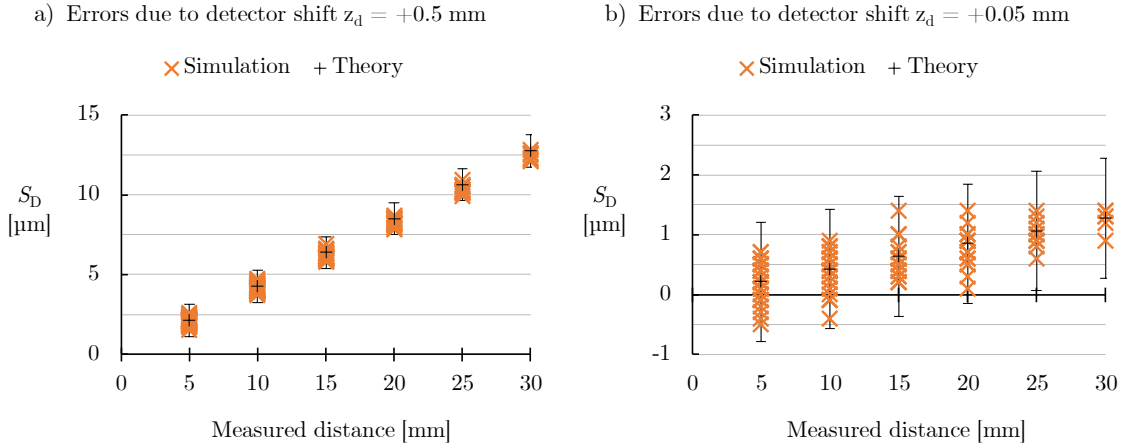 a) Errors due to detector shift z_d = +0.5 mm
× Simulation + Theory
15
10
5
0
S_D
[µm]
0 5 10 15 20 25 30
Measured distance [mm]
b) Errors due to detector shift z_d = +0.05 mm
× Simulation + Theory
3
2
1
0
-1
S_D
[µm]
0 5 10 15 20 25 30
Measured distance [mm]